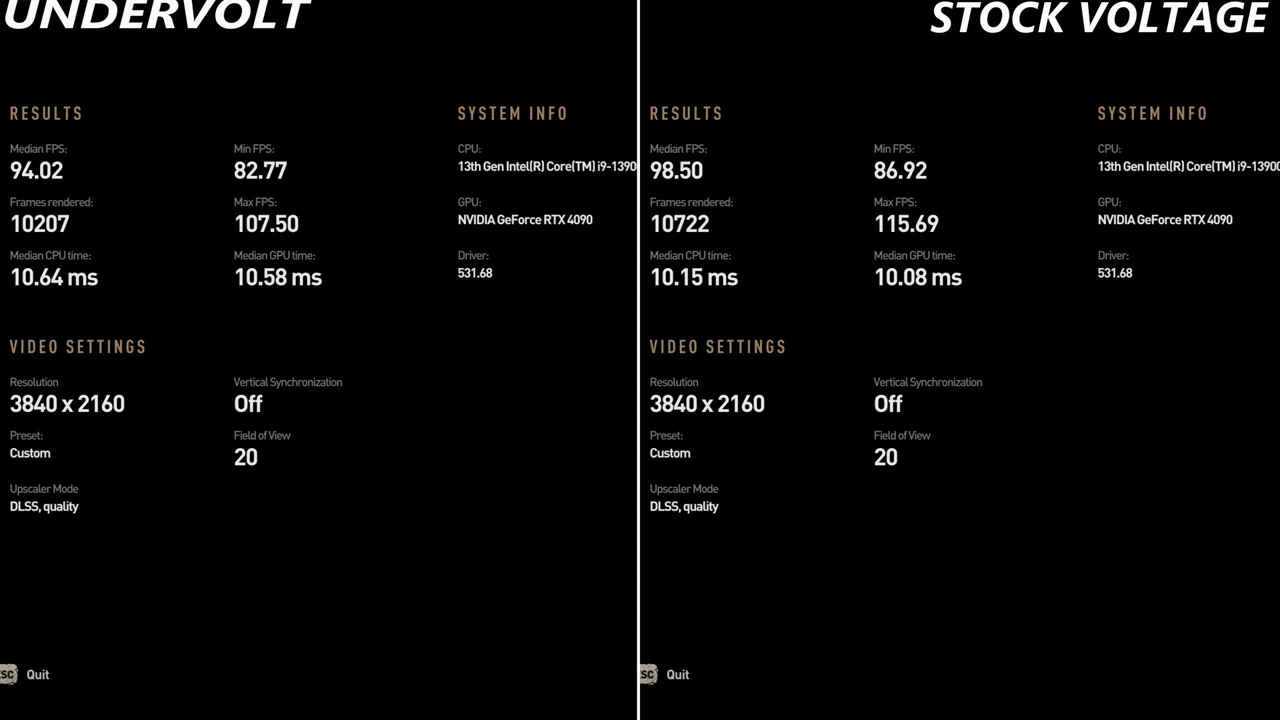 UNDERVOLT
RESULTS
SYSTEM INFO
Median FPS:
Min FPS:
CPU:
94.02
82.77
13th Gen Intel(R) Core(TM) i9-1390
Frames rendered:
Max FPS:
GPU:
10207
107.50
NVIDIA GeForce RTX 4090
Median CPU time:
Median GPU time:
Driver:
10.64 ms
10.58 ms
531.68
VIDEO SETTINGS
Resolution
Vertical Synchronization
3840 x 2160
Off
Preset:
Field of View
Custom
20
Upscaler Mode
DLSS, quality
SC
Quit
STOCK VOLTAGE
RESULTS
SYSTEM INFO
Median FPS:
Min FPS:
CPU:
98.50
86.92
13th Gen Intel(R) Core(TM) i9-13900
Frames rendered:
Max FPS:
GPU:
10722
115.69
NVIDIA GeForce RTX 4090
Median CPU time:
Median GPU time:
Driver:
10.15 ms
10.08 ms
531.68
VIDEO SETTINGS
Resolution
Vertical Synchronization
3840 x 2160
Off
Preset:
Field of View
Custom
20
Upscaler Mode
DLSS, quality
SC
Quit